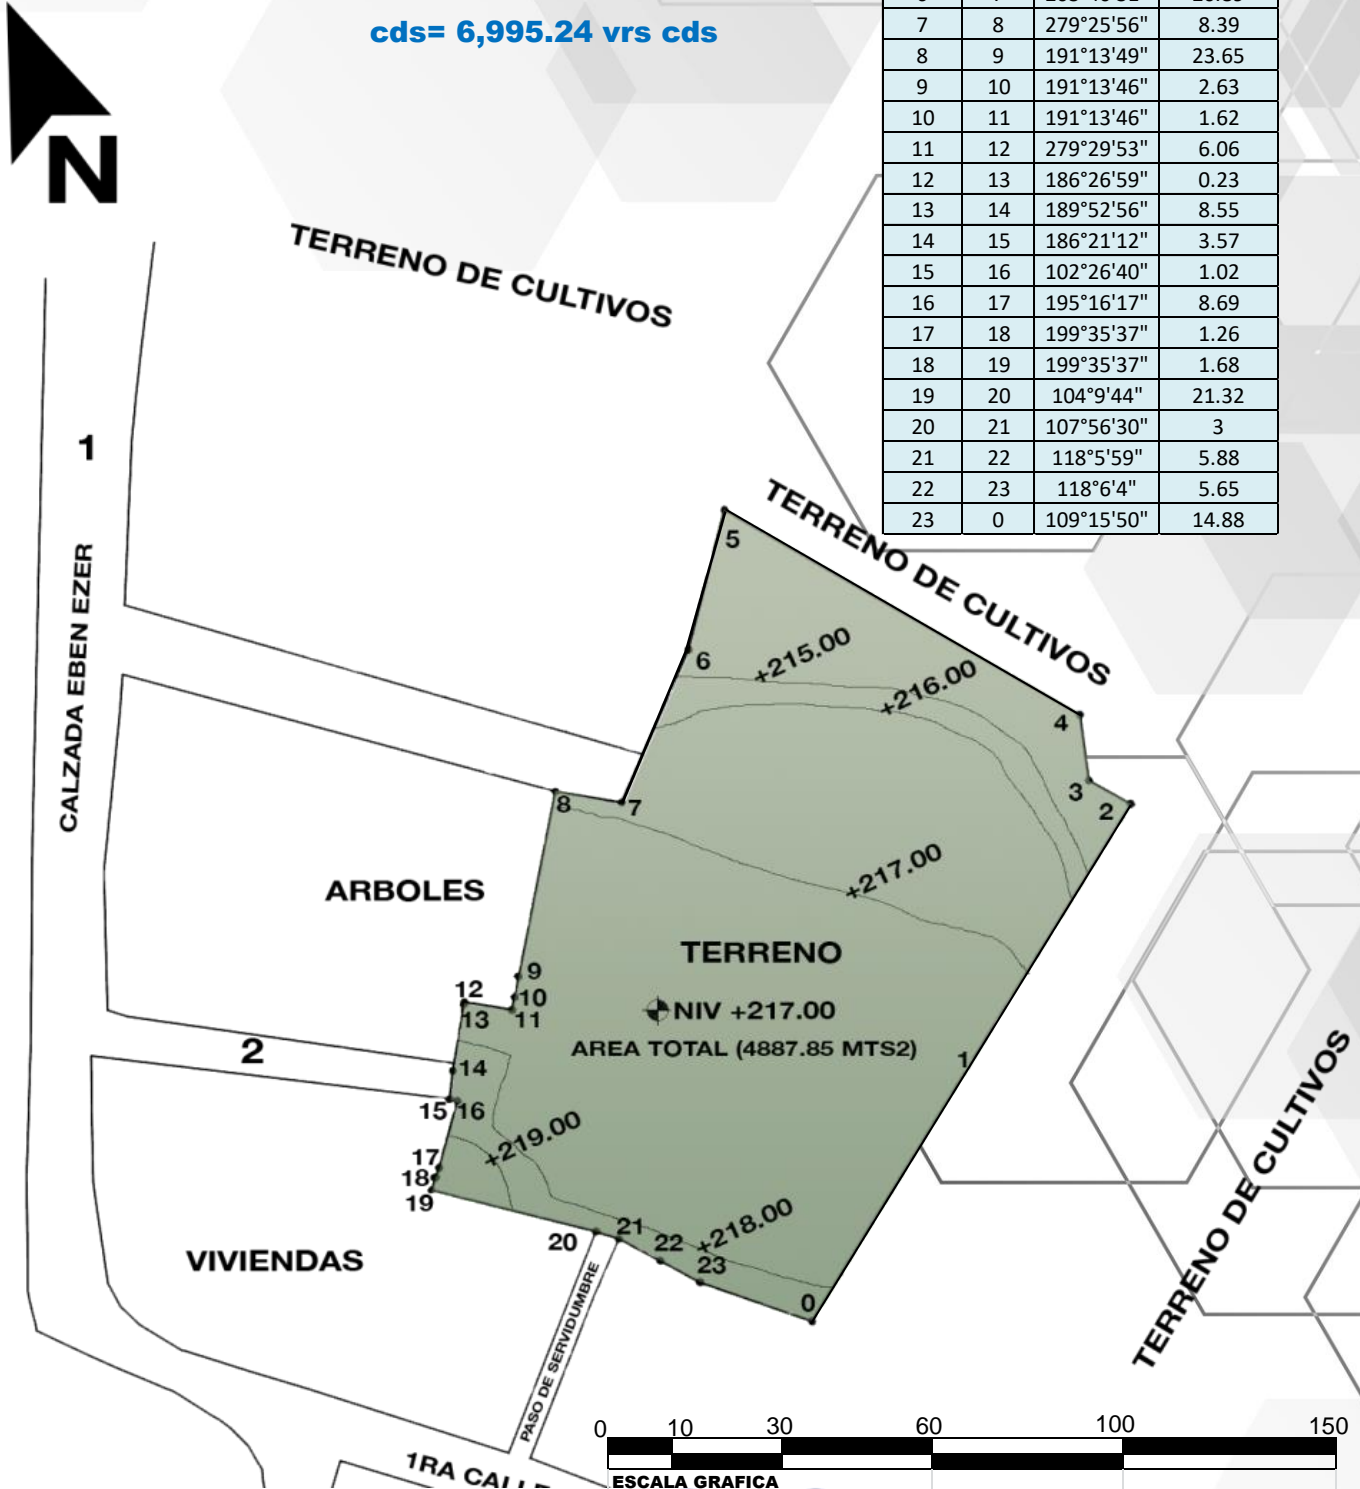 cds= 6,995.24 vrs cds
7 8 279°25'56" 8.39
8 9 191°13'49" 23.65
9 10 191°13'46" 2.63
10 11 191°13'46" 1.62
11 12 279°29'53" 6.06
12 13 186°26'59" 0.23
13 14 189°52'56" 8.55
14 15 186°21'12" 3.57
15 16 102°26'40" 1.02
16 17 195°16'17" 8.69
17 18 199°35'37" 1.26
18 19 199°35'37" 1.68
19 20 104°9'44" 21.32
20 21 107°56'30" 3
21 22 118°5'59" 5.88
22 23 118°6'4" 5.65
23 0 109°15'50" 14.88
N
TERRENO DE CULTIVOS
1
CALZADA EBEN EZER
TERRENO DE CULTIVOS
5
6
+215.00
+216.00
4
3
2
8
7
+217.00
ARBOLES
TERRENO
9
12
10
13
11
NIV +217.00
AREA TOTAL (4887.85 MTS2)
2
1
14
15
16
+219.00
17
18
19
TERRENO DE CULTIVOS
VIVIENDAS
20
21
22
+218.00
23
0
PASO DE SERVIDUMBRE
1RA CALLE
0 10 30 60 100 150
ESCALA GRAFICA